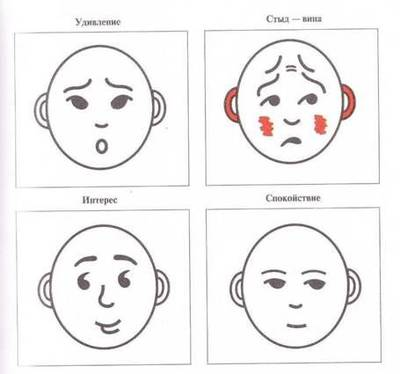 Удивление
Стыд — вина
Интерес
Спокойствие